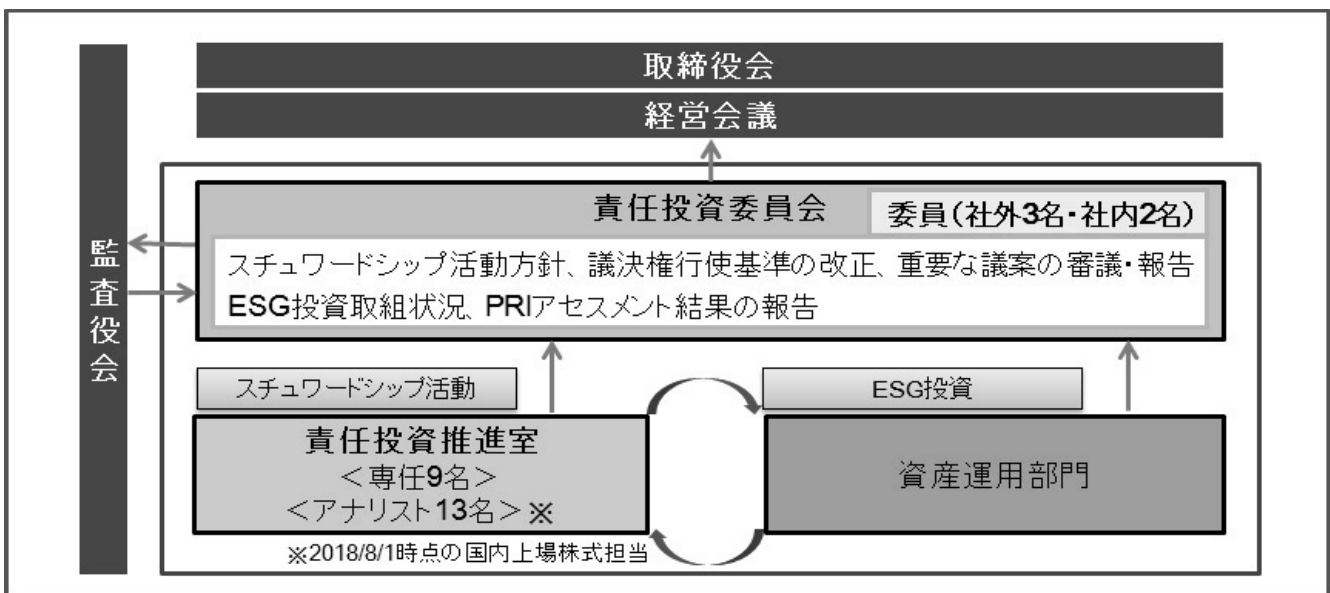 取締役会
経営会議
監査役会
責任投資委員会
委員(社外3名・社内2名)
スチュワードシップ活動方針、議決権行使基準の改正、重要な議案の審議・報告
ESG投資取組状況、PRIアセスメント結果の報告
スチュワードシップ活動
ESG投資
責任投資推進室
<専任9名>
<アナリスト13名>※
資産運用部門
※2018/8/1時点の国内上場株式担当